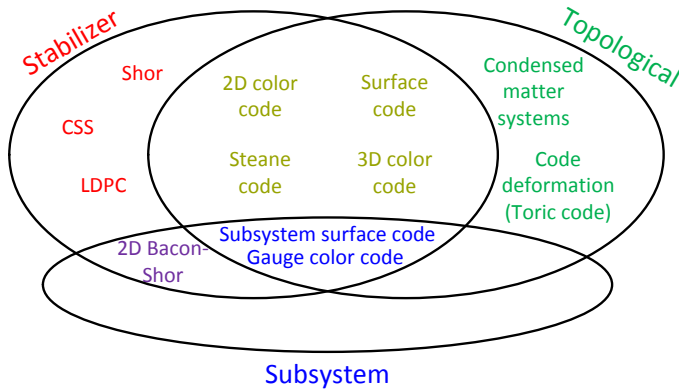 Stabilizer
Topological
Shor
CSS
LDPC
2D color
code
Surface
code
Steane
code
3D color
code
Condensed
matter
systems
Code
deformation
(Toric code)
2D Bacon-
Shor
Subsystem surface code
Gauge color code
Subsystem